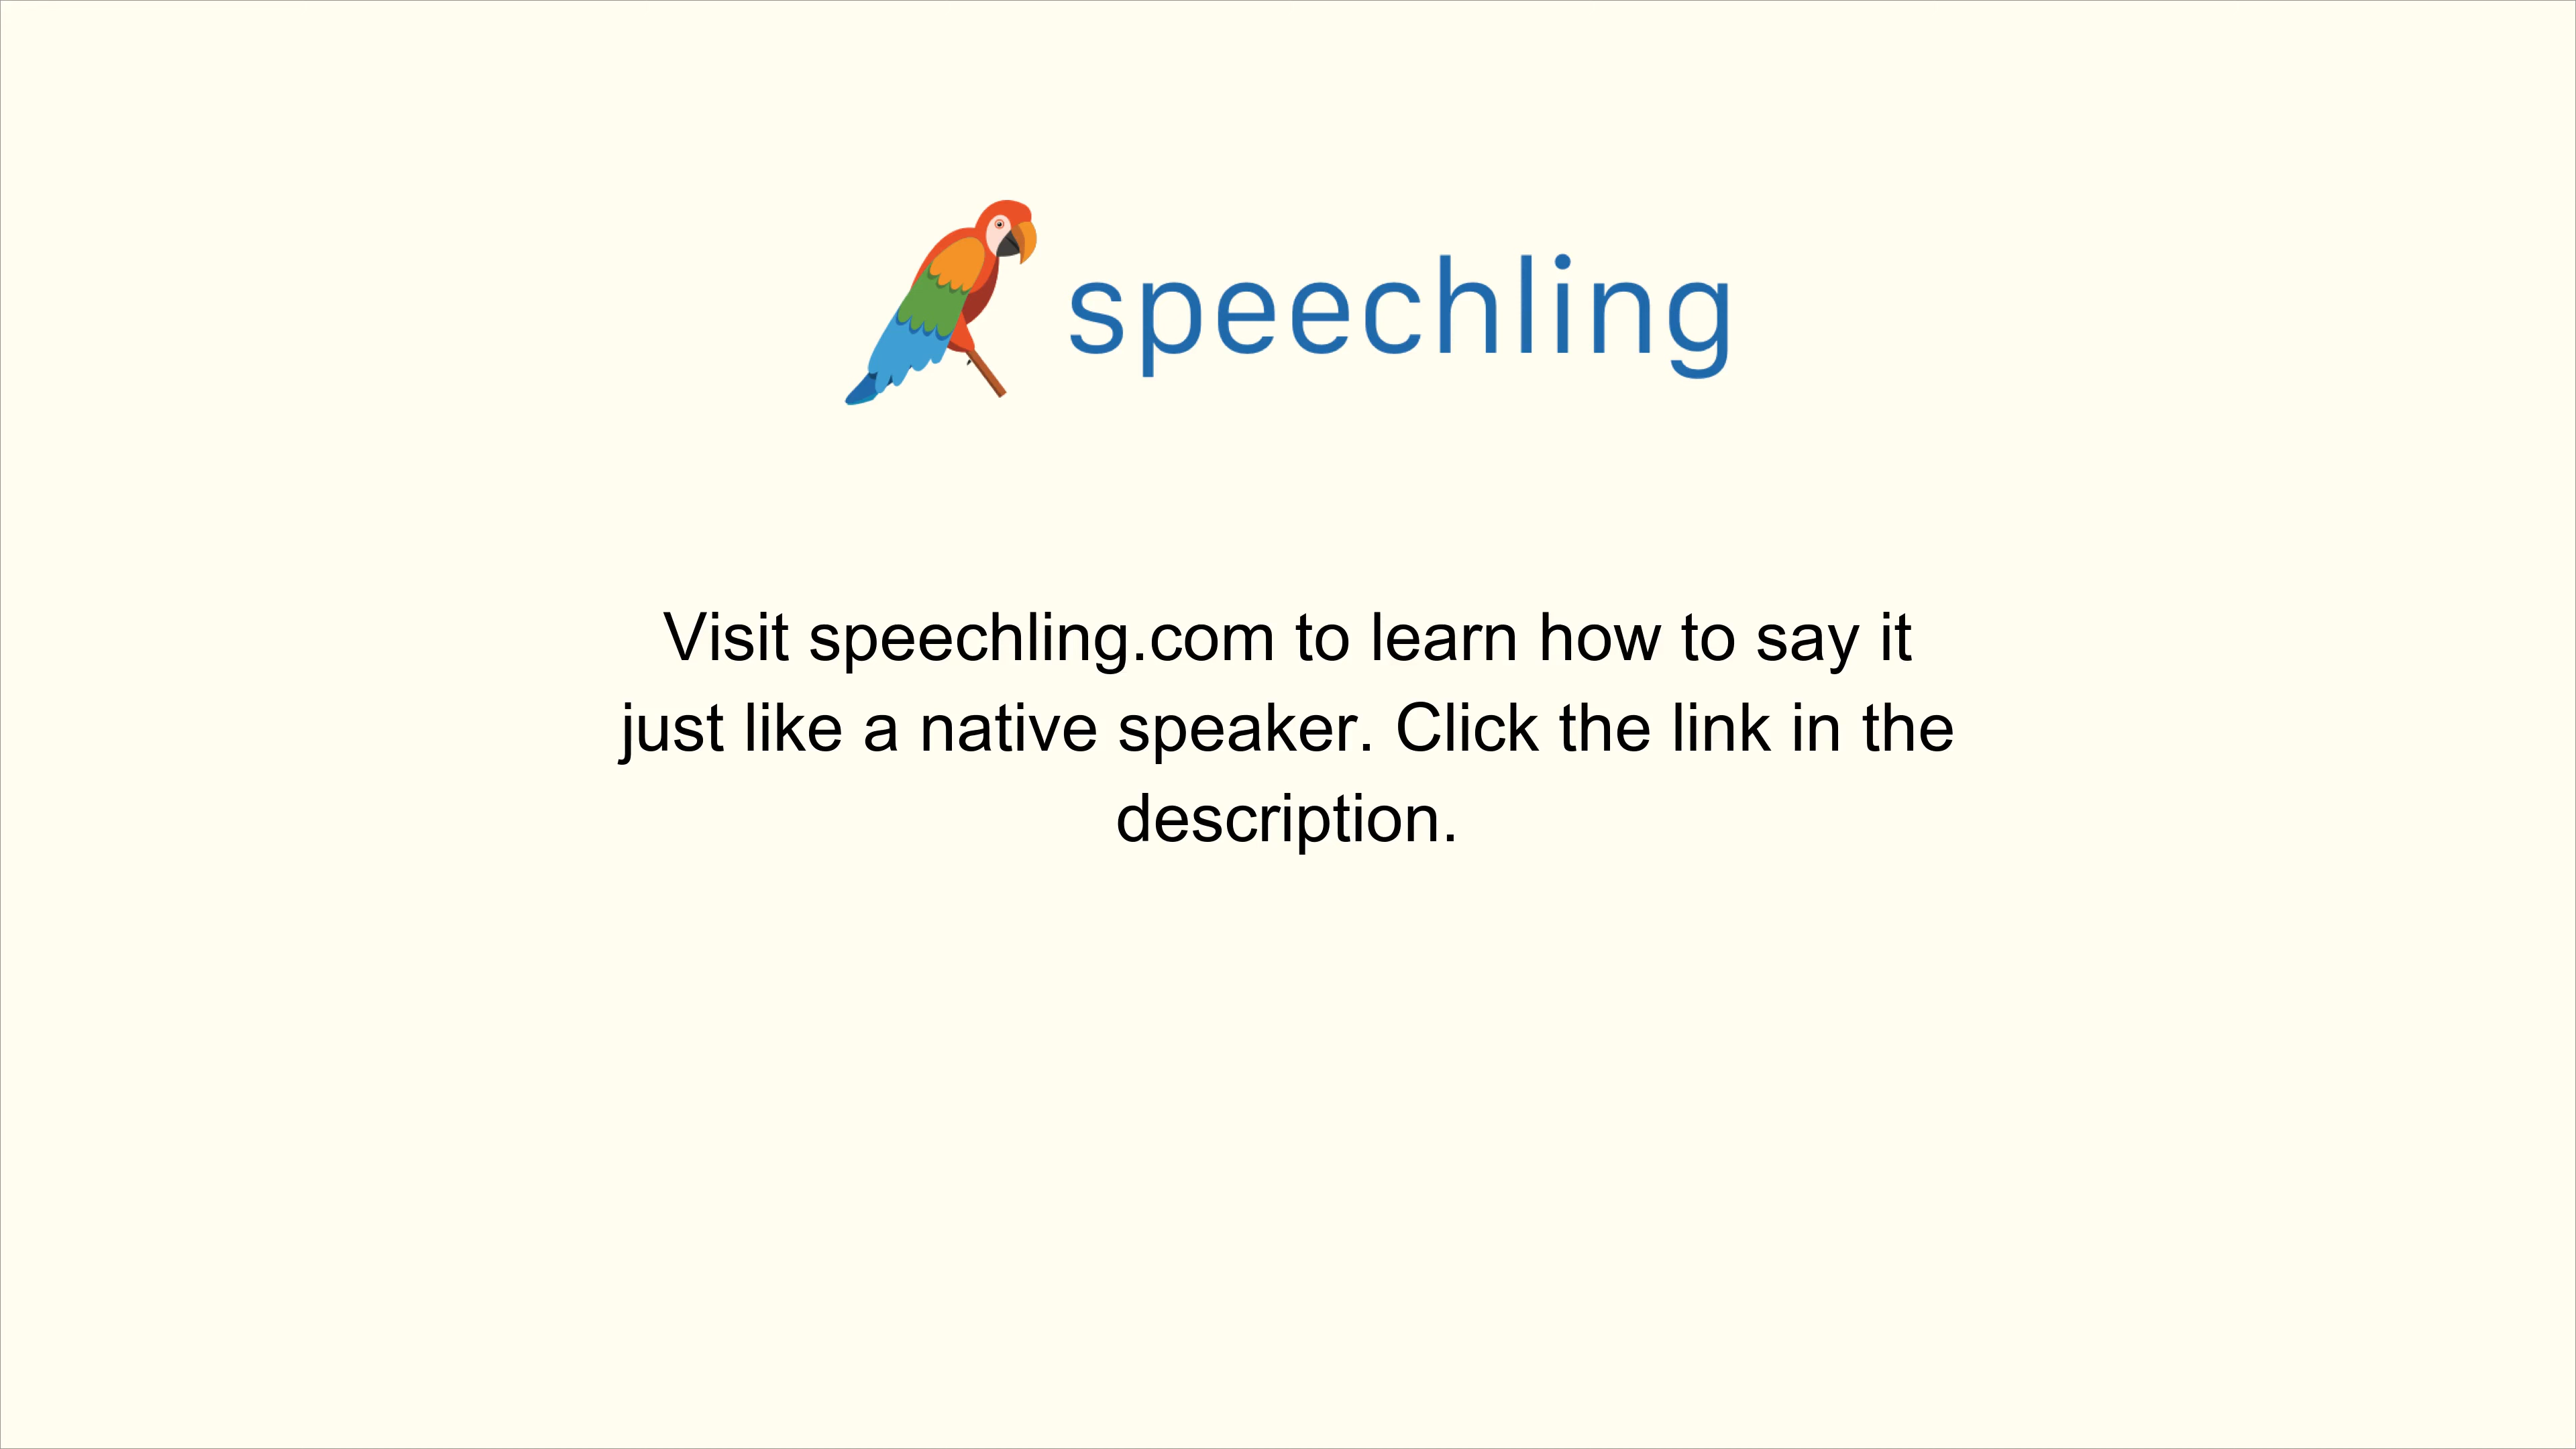 speechling
Visit speechling.com to learn how to say it
just like a native speaker. Click the link in the
description.